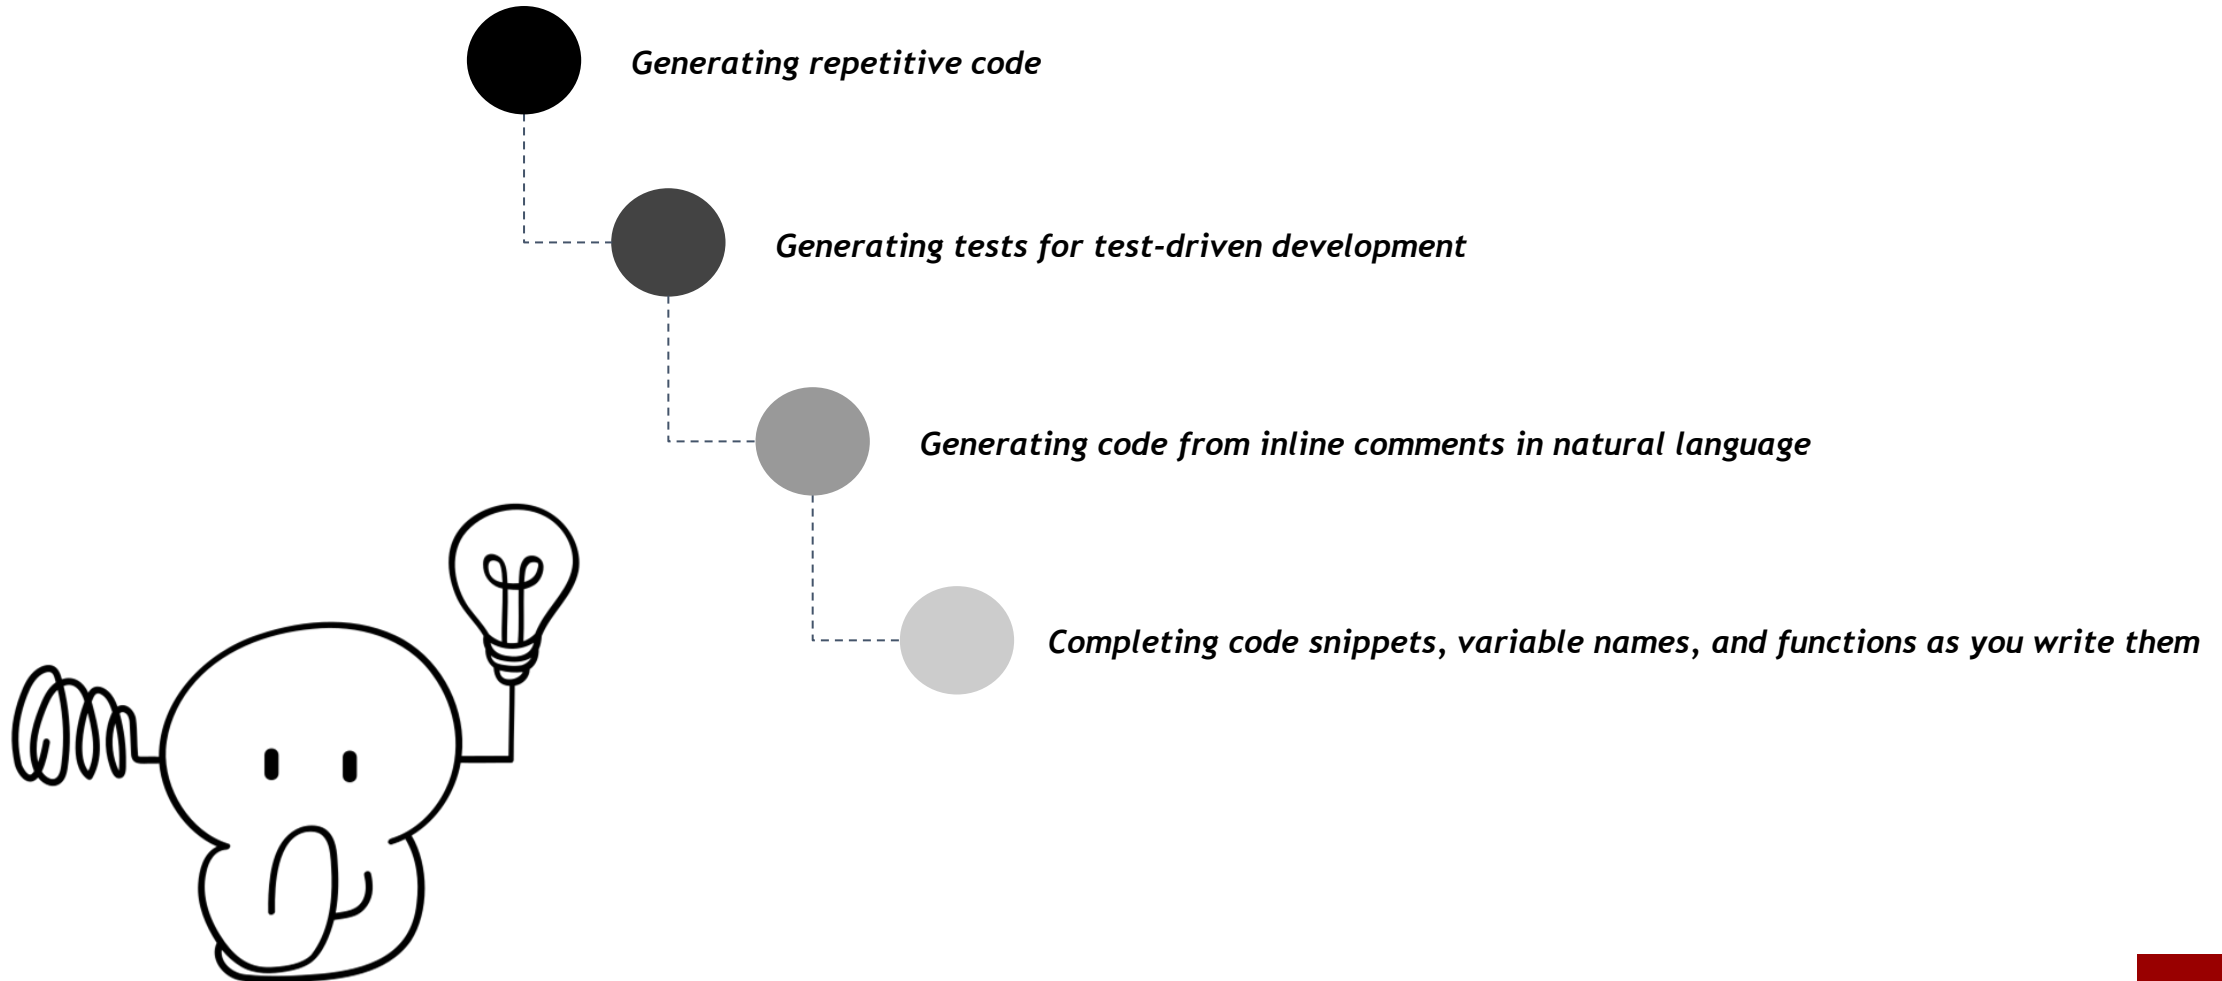 Generating repetitive code
Generating tests for test-driven development
Generating code from inline comments in natural language
Completing code snippets, variable names, and functions as you write them